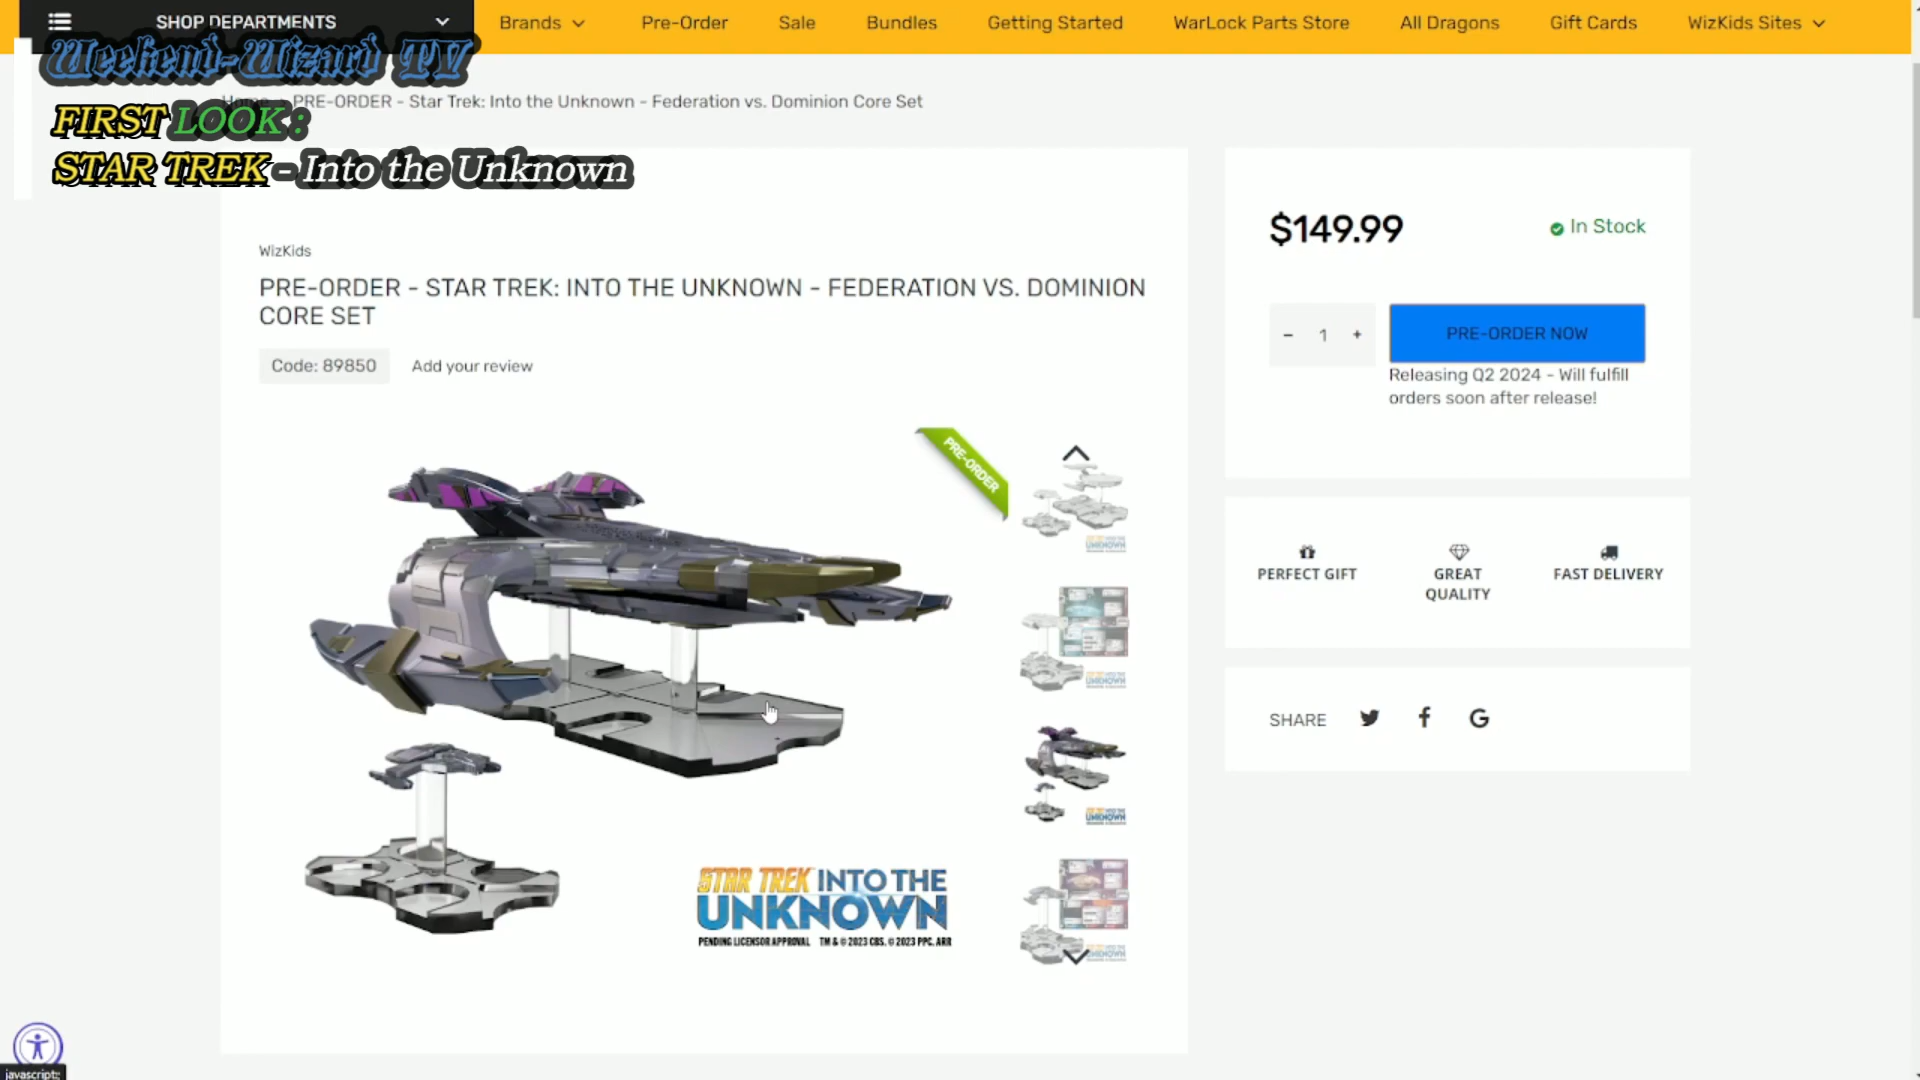 SHOP DEPARTMENTS
Brands
Pre-Order
Sale
Bundles
Getting Started
WarLock Parts Store
All Dragons
Gift Cards
WizKids Sites
Weekend-Wizard TV
Home PRE-ORDER - Star Trek: Into the Unknown - Federation vs. Dominion Core Set
FIRST LOOK :
STAR TREK - Into the Unknown
WizKids
PRE-ORDER - STAR TREK: INTO THE UNKNOWN - FEDERATION VS. DOMINION
CORE SET
Code: 89850
Add your review
PRE-ORDER
STAR TREK INTO THE
UNKNOWN
PENDING LICENSOR APPROVAL TM & © 2023 CBS. © 2023 PPC. ARR
$149.99
In Stock
- 1 +
PRE-ORDER NOW
Releasing Q2 2024 - Will fulfill
orders soon after release!
PERFECT GIFT
GREAT
QUALITY
FAST DELIVERY
SHARE
UNKNOWN
UNKNOWN
UNKNOWN
UNKNOWN
javascript: